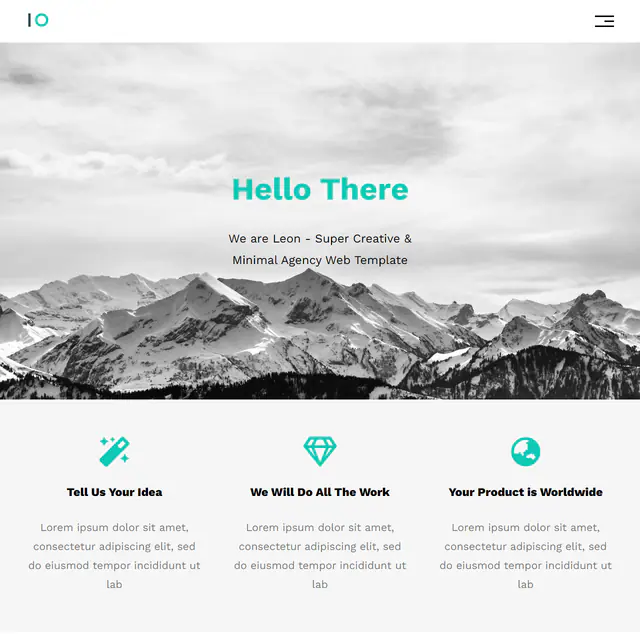 IO
Hello There
We are Leon - Super Creative &
Minimal Agency Web Template
Tell Us Your Idea
We Will Do All The Work
Your Product is Worldwide
Lorem ipsum dolor sit amet,
consectetur adipiscing elit, sed
do eiusmod tempor incididunt ut
lab
Lorem ipsum dolor sit amet,
consectetur adipiscing elit, sed
do eiusmod tempor incididunt ut
lab
Lorem ipsum dolor sit amet,
consectetur adipiscing elit, sed
do eiusmod tempor incididunt ut
lab